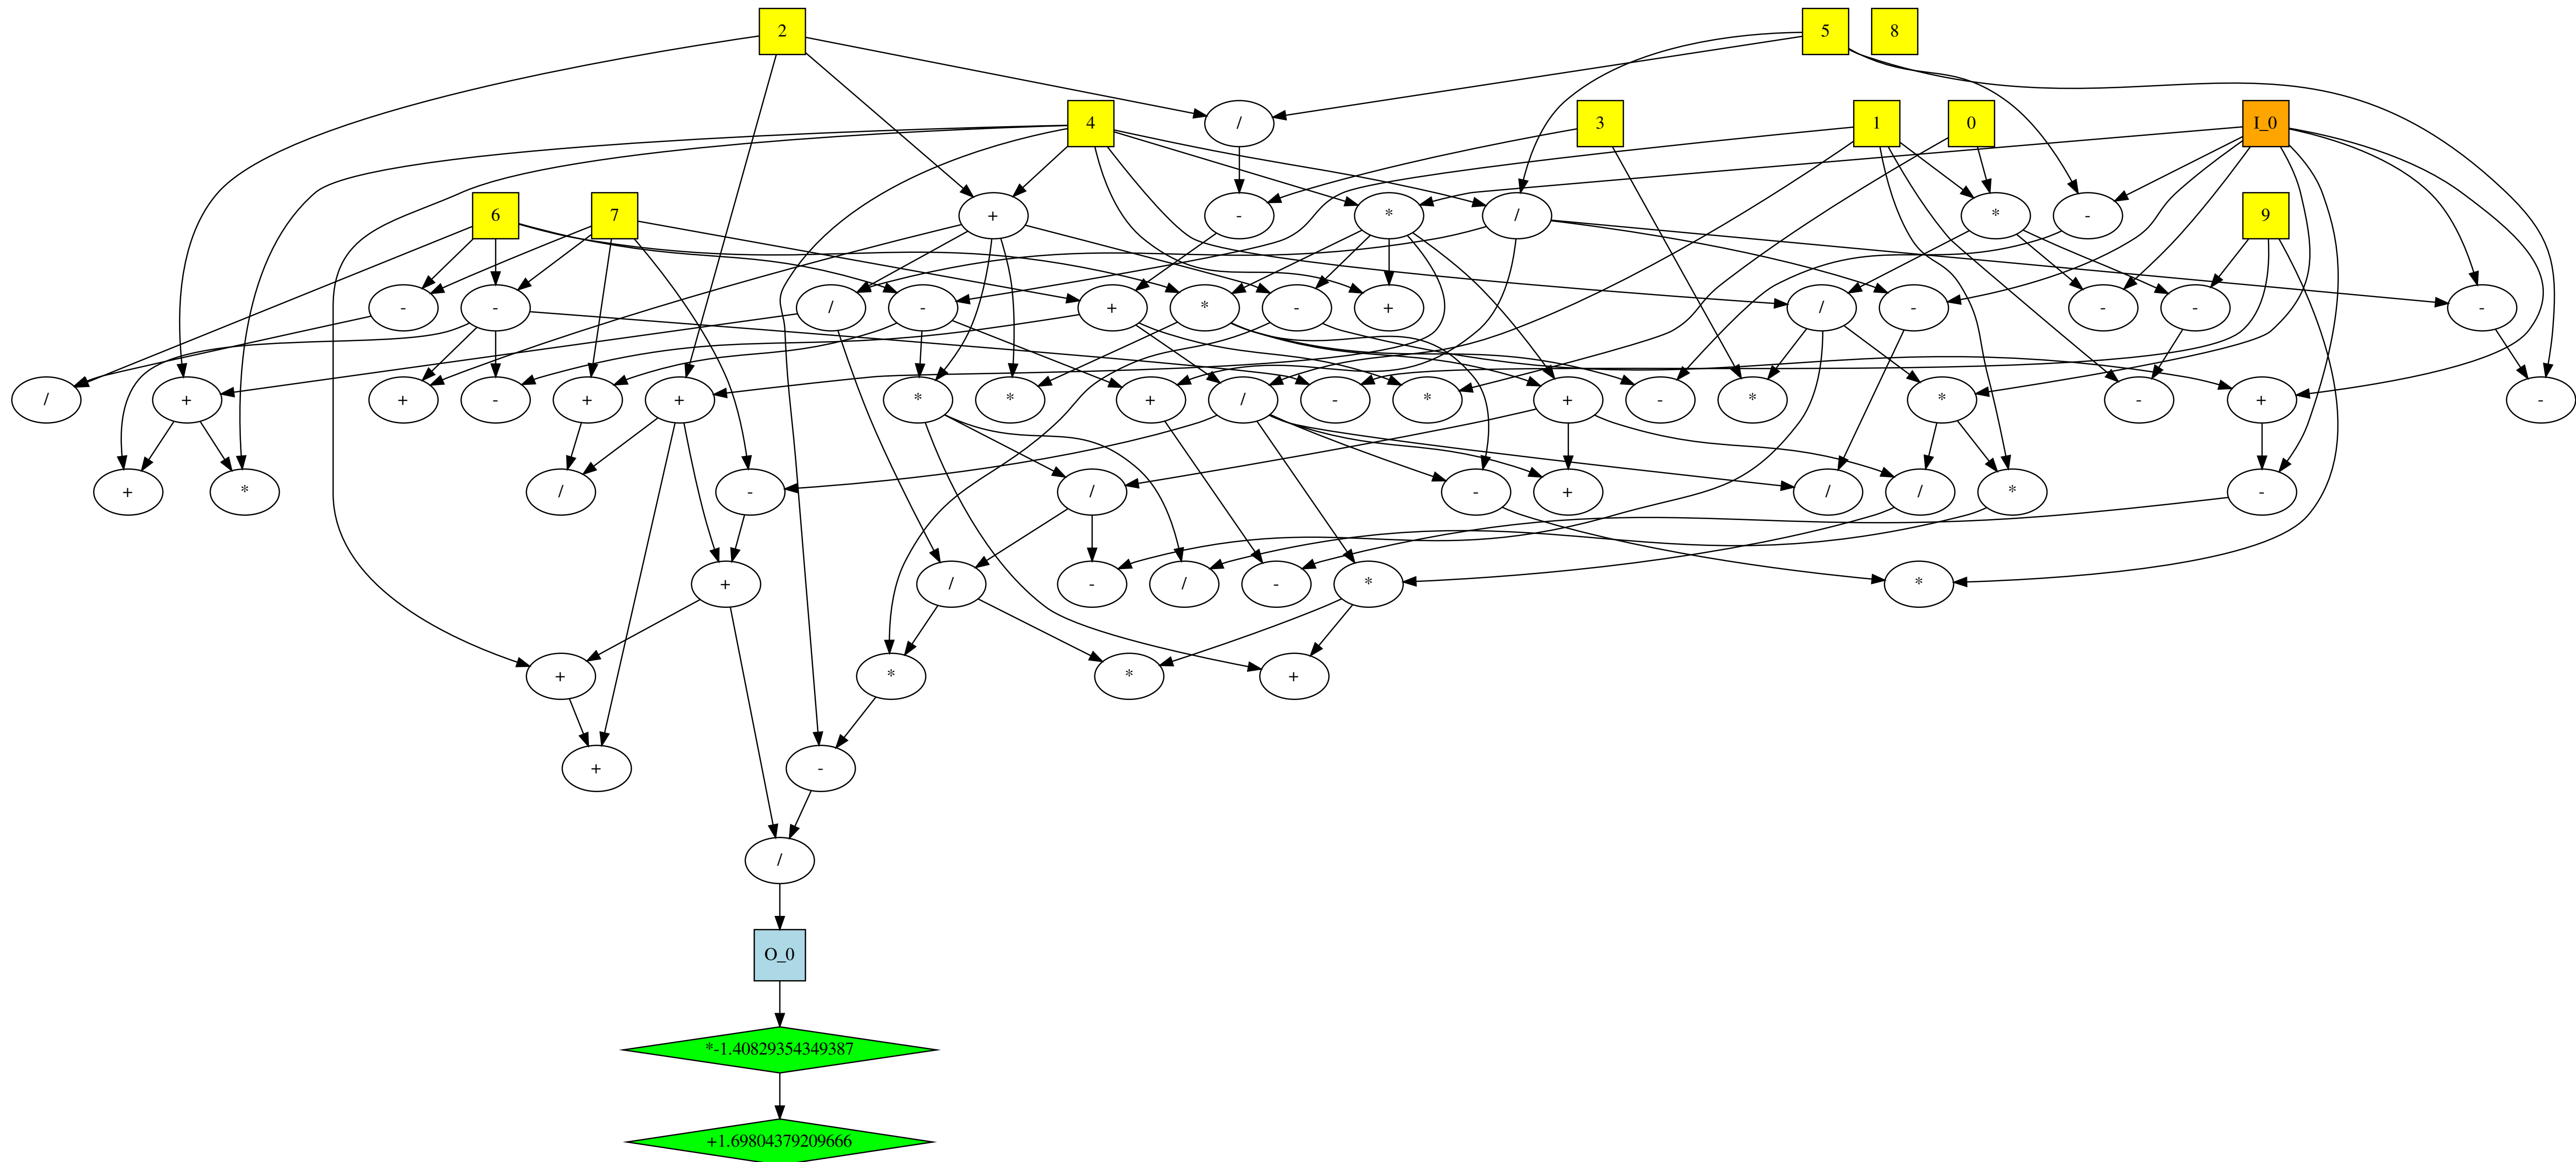 2 5 8
/ 4 3 1 0 I_0
6 7 + - * / * - 9
- - / - + * - + / - - - -
/ + + - + + * * + / - * + - * * - + -
+ * / - / - + / / * -
+ / - / - * *
+ * * +
+ -
/
O_0
*-1.40829354349387
+1.69804379209666